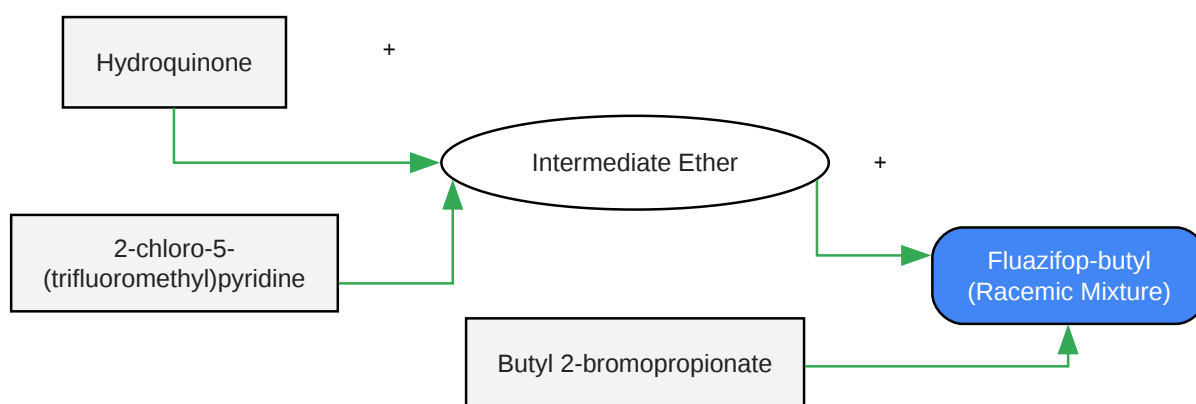 Hydroquinone
+
Intermediate Ether
+
2-chloro-5-
(trifluoromethyl)pyridine
Fluazifop-butyl
(Racemic Mixture)
Butyl 2-bromopropionate